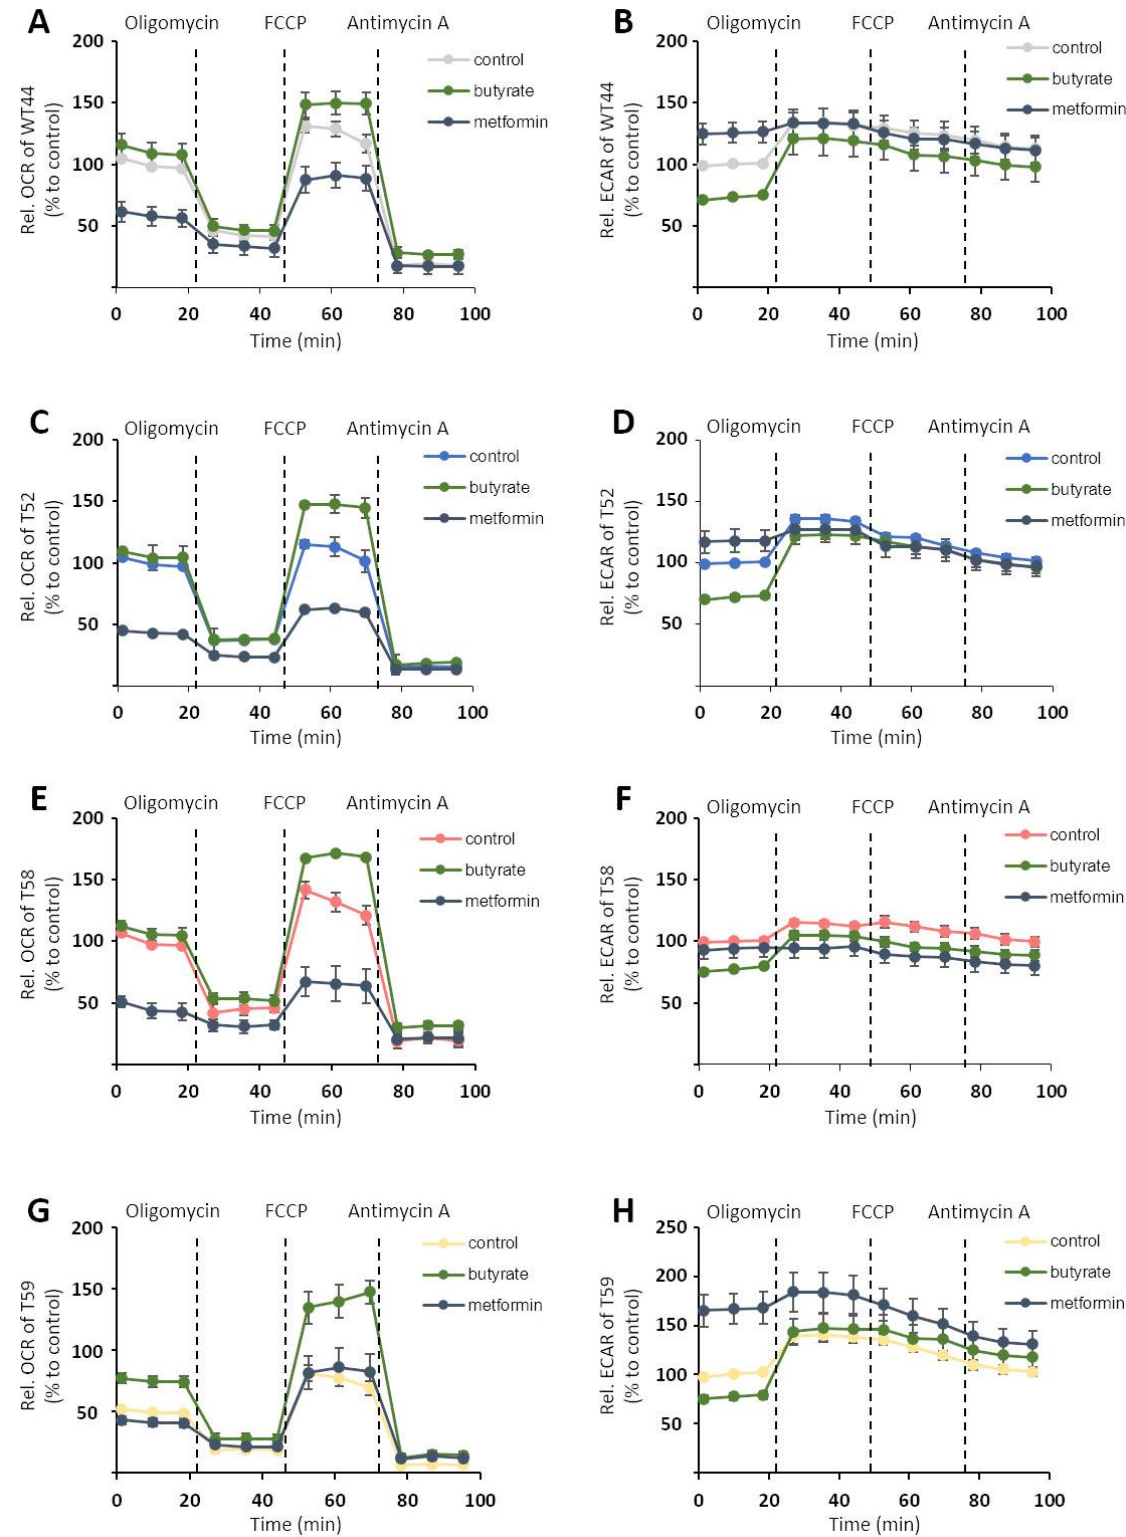 A
Oligomycin FCCP Antimycin A
Rel. OCR of WT44
(% to control)
200
150
100
50
control
butyrate
metformin
0 20 40 60 80 100
Time (min)
B
Oligomycin FCCP Antimycin A
Rel. ECAR of WT44
(% to control)
200
150
100
50
control
butyrate
metformin
0 20 40 60 80 100
Time (min)
C
Oligomycin FCCP Antimycin A
Rel. OCR of T52
(% to control)
200
150
100
50
control
butyrate
metformin
0 20 40 60 80 100
Time (min)
D
Oligomycin FCCP Antimycin A
Rel. ECAR of T52
(% to control)
200
150
100
50
control
butyrate
metformin
0 20 40 60 80 100
Time (min)
E
Oligomycin FCCP Antimycin A
Rel. OCR of T58
(% to control)
200
150
100
50
control
butyrate
metformin
0 20 40 60 80 100
Time (min)
F
Oligomycin FCCP Antimycin A
Rel. ECAR of T58
(% to control)
200
150
100
50
control
butyrate
metformin
0 20 40 60 80 100
Time (min)
G
Oligomycin FCCP Antimycin A
Rel. OCR of T59
(% to control)
200
150
100
50
control
butyrate
metformin
0 20 40 60 80 100
Time (min)
H
Oligomycin FCCP Antimycin A
Rel. ECAR of T59
(% to control)
250
200
150
100
50
control
butyrate
metformin
0 20 40 60 80 100
Time (min)